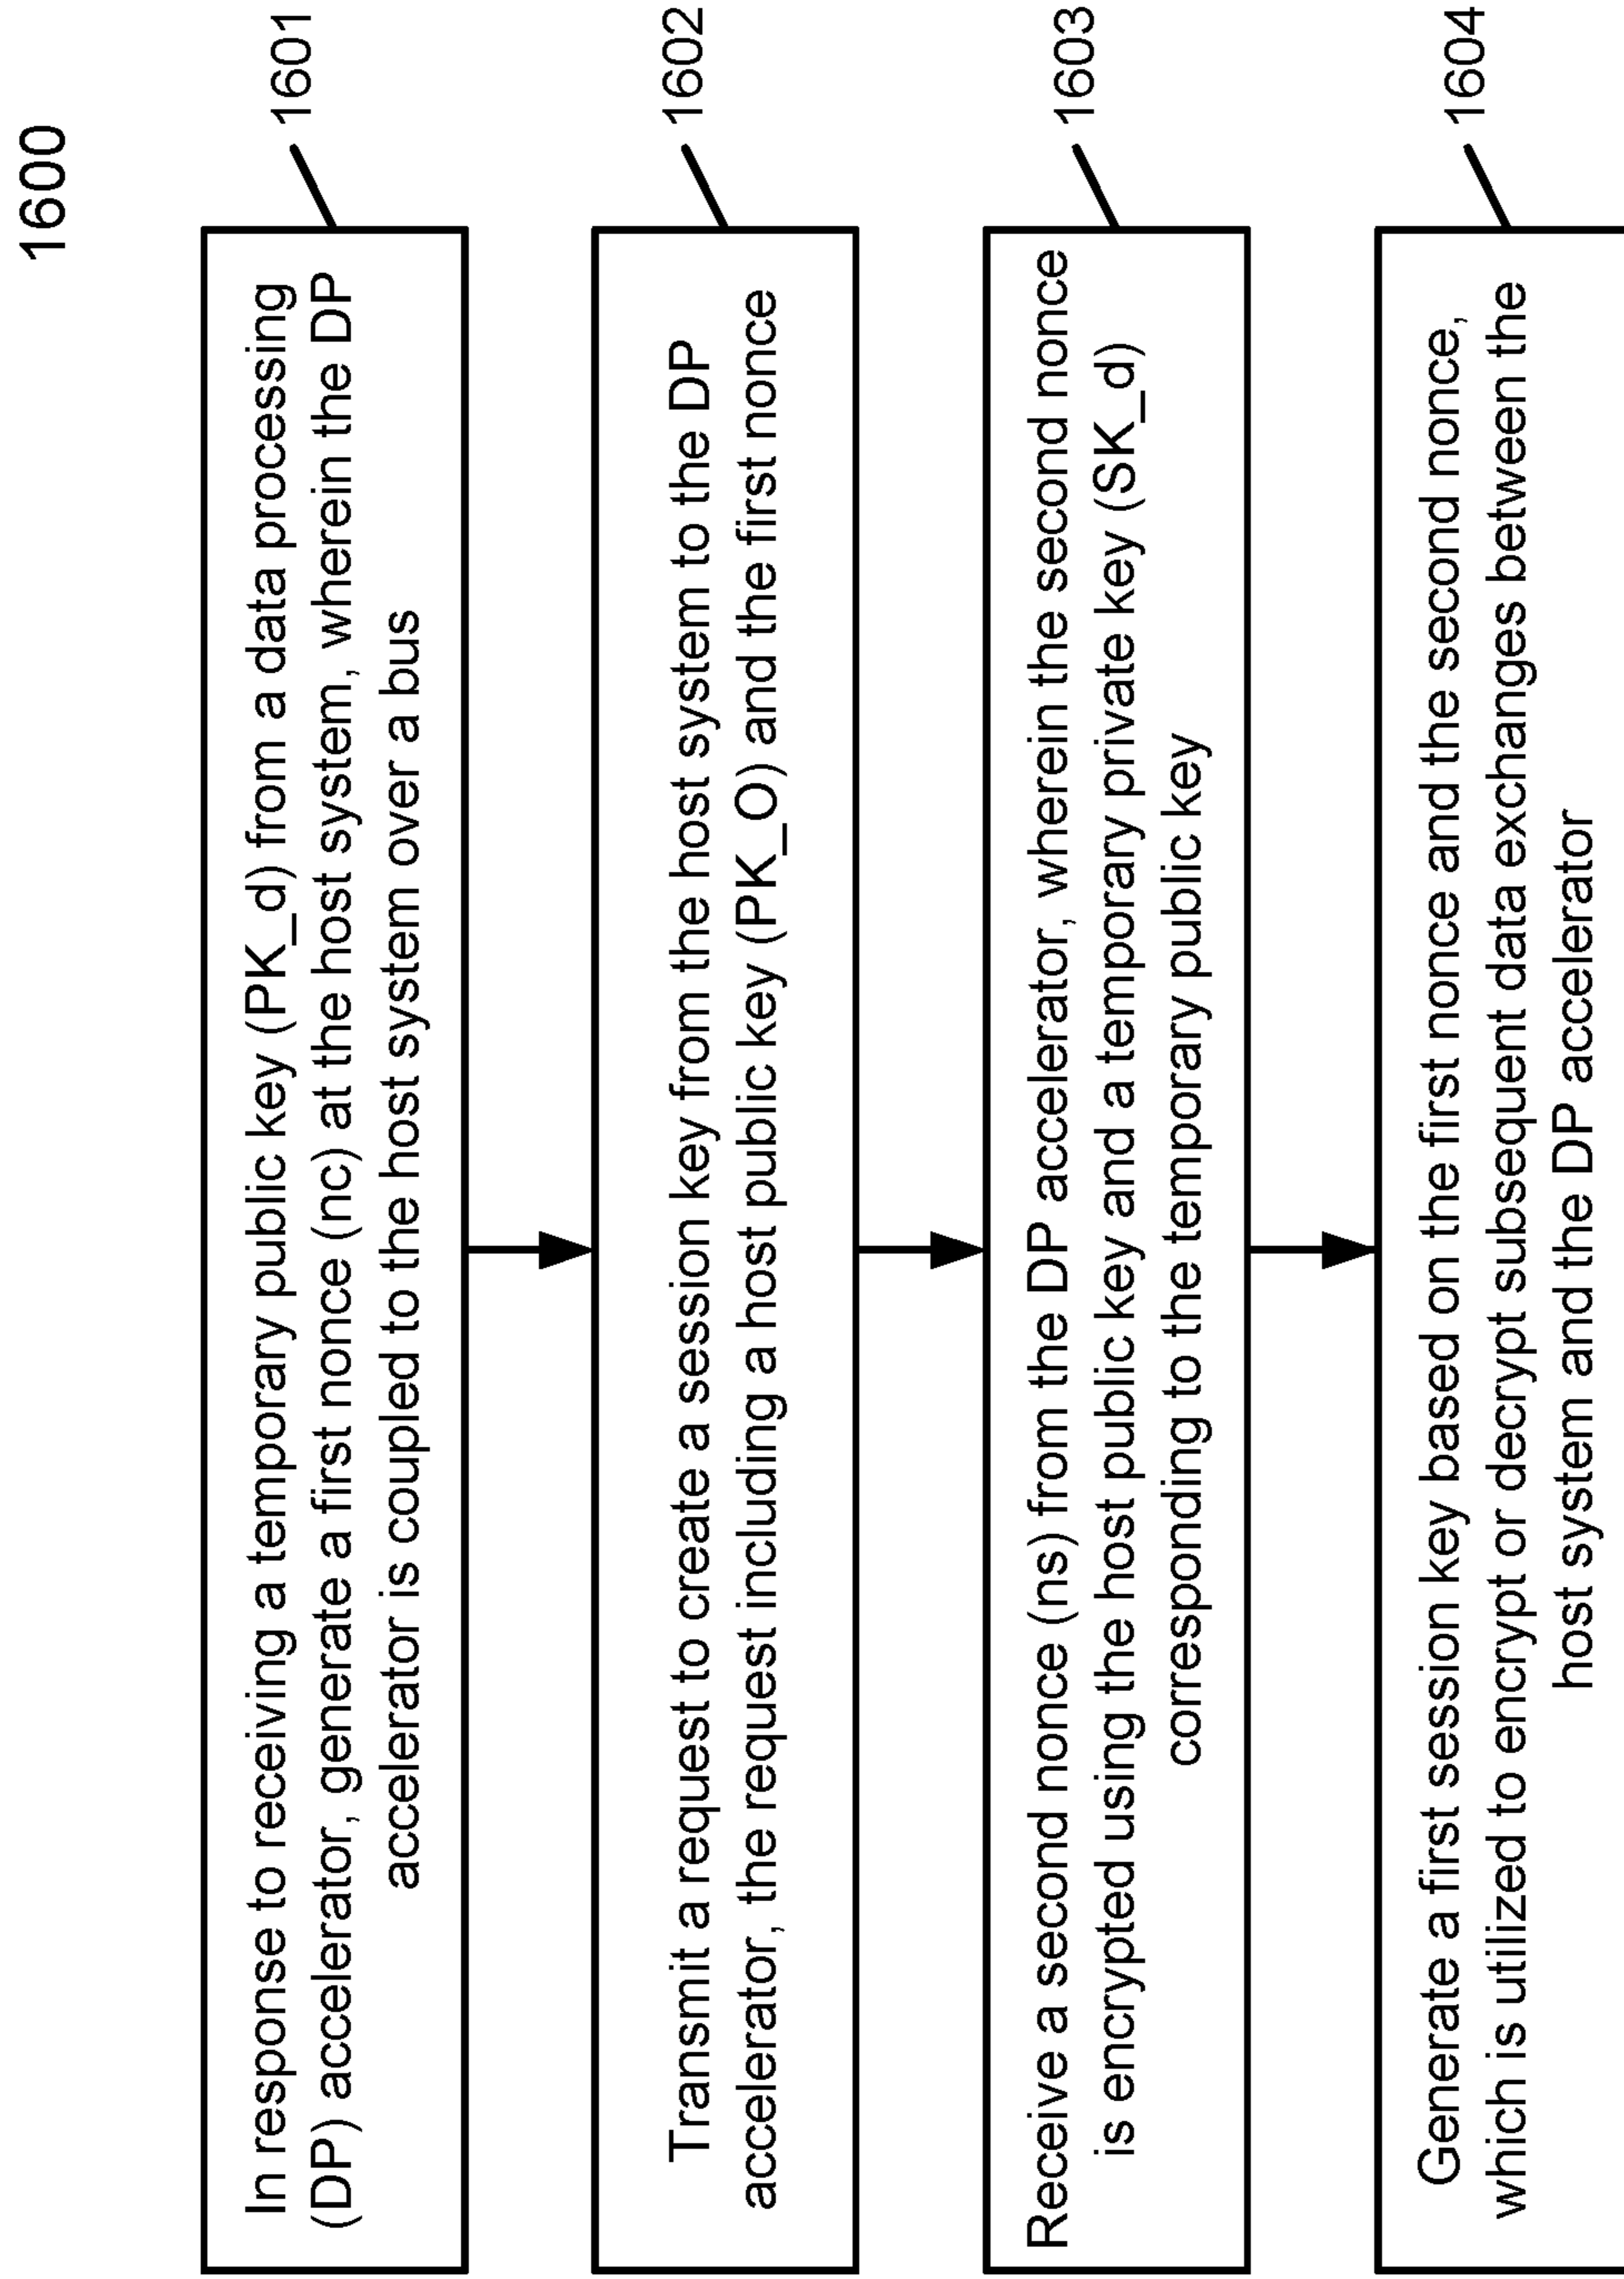 1600
In response to receiving a temporary public key (PK_d) from a data processing
(DP) accelerator, generate a first nonce (nc) at the host system, wherein the DP
accelerator is coupled to the host system over a bus
1601
Transmit a request to create a session key from the host system to the DP
accelerator, the request including a host public key (PK_O) and the first nonce
1602
Receive a second nonce (ns) from the DP accelerator, wherein the second nonce
is encrypted using the host public key and a temporary private key (SK_d)
corresponding to the temporary public key
1603
Generate a first session key based on the first nonce and the second nonce,
which is utilized to encrypt or decrypt subsequent data exchanges between the
host system and the DP accelerator
1604